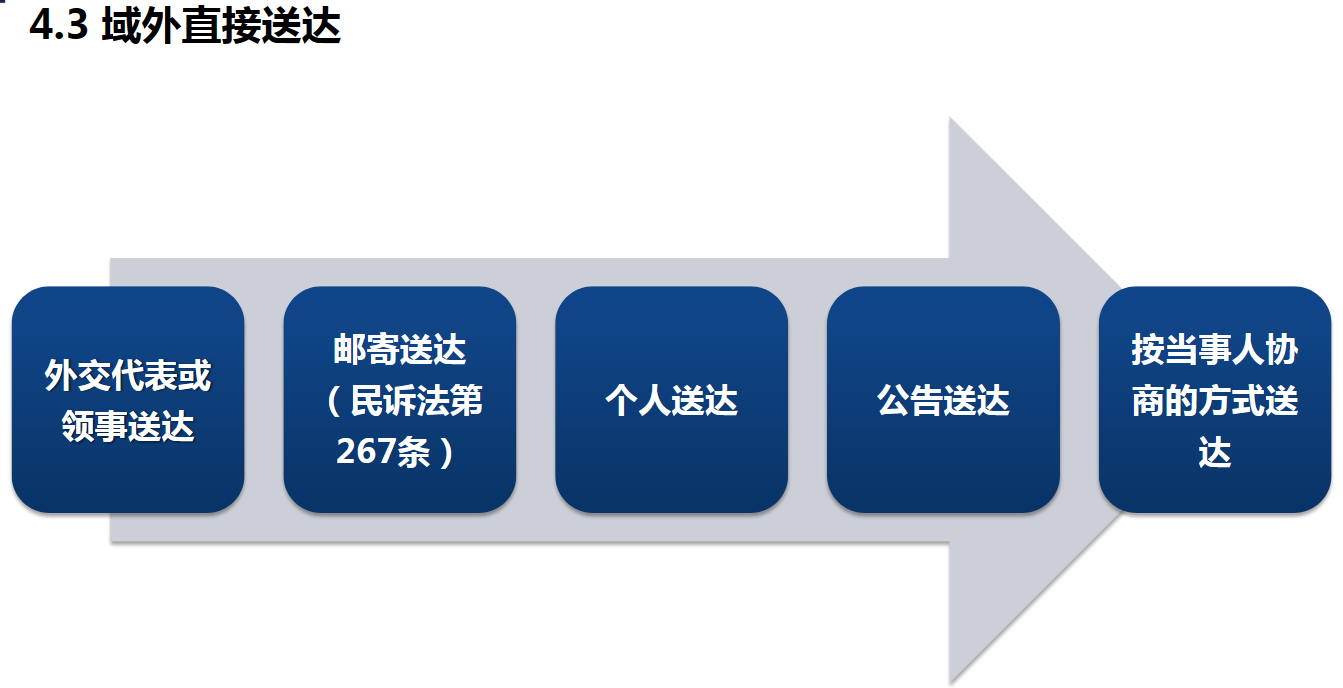 4.3 域外直接送达
外交代表或
领事送达
邮寄送达
（民诉法第
267条）
个人送达
公告送达
按当事人协
商的方式送
达